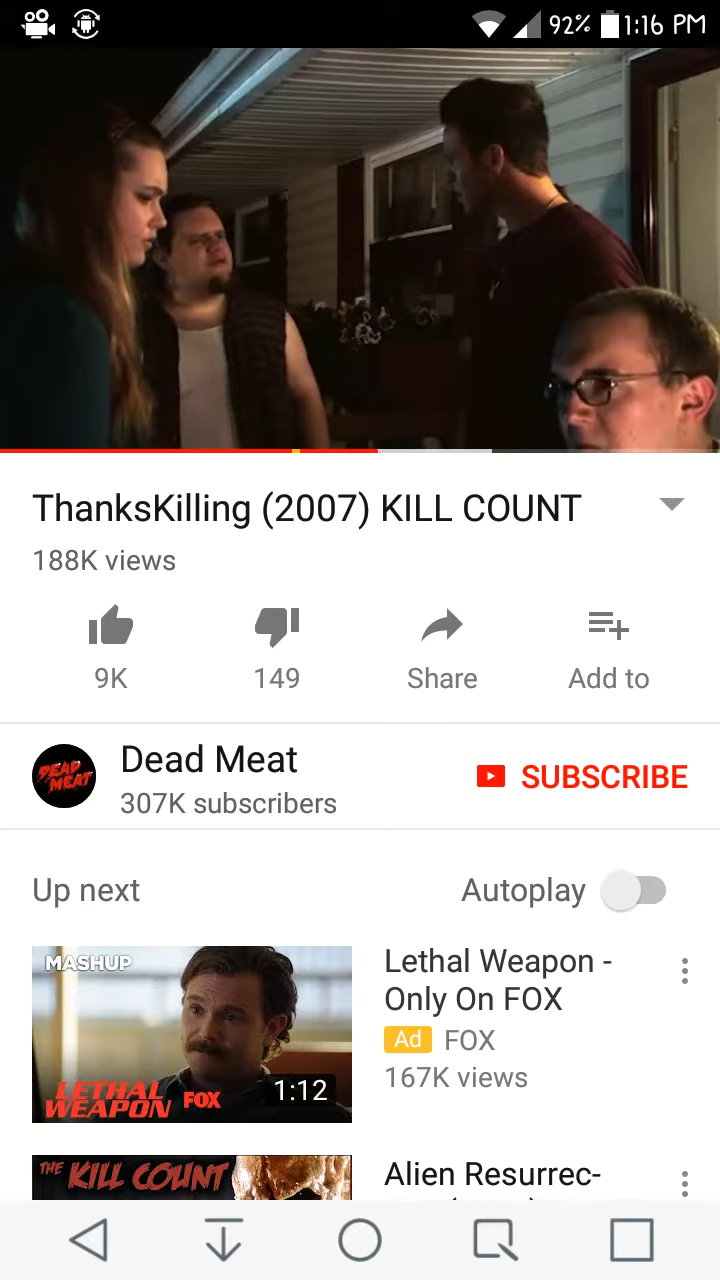 92% 1:16 PM
ThanksKilling (2007) KILL COUNT
188K views
9K 149 Share Add to
DEAD MEAT
Dead Meat
307K subscribers
SUBSCRIBE
Up next Autoplay
MASHUP
LETHAL WEAPON FOX
1:12
Lethal Weapon -
Only On FOX
Ad FOX
167K views
THE KILL COUNT
Alien Resurrec-